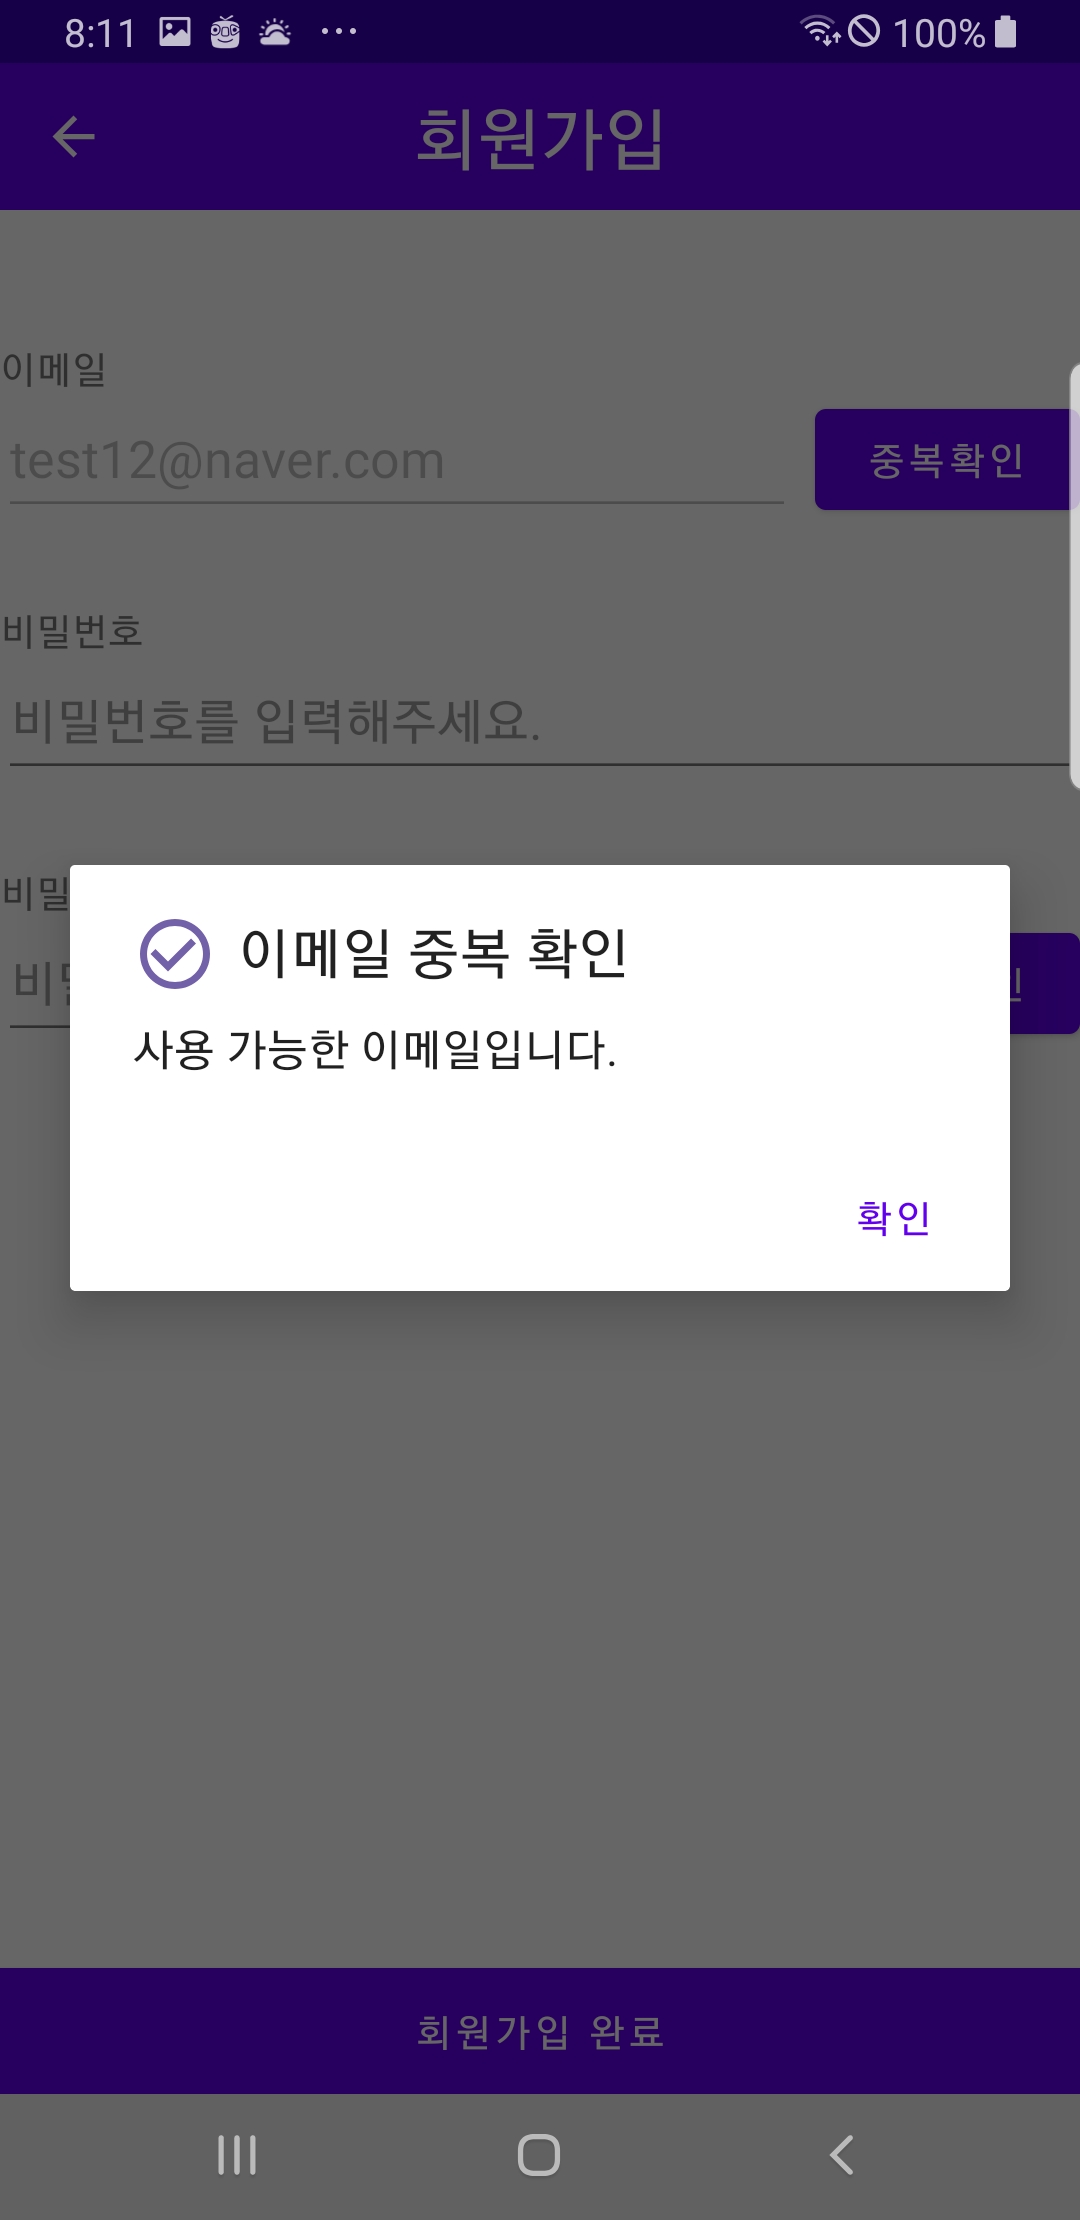 8:11 100%
회원가입
이메일
test12@naver.com 중복확인
비밀번호
비밀번호를 입력해주세요.
비밀
이메일 중복 확인
사용 가능한 이메일입니다.
확인
회원가입 완료